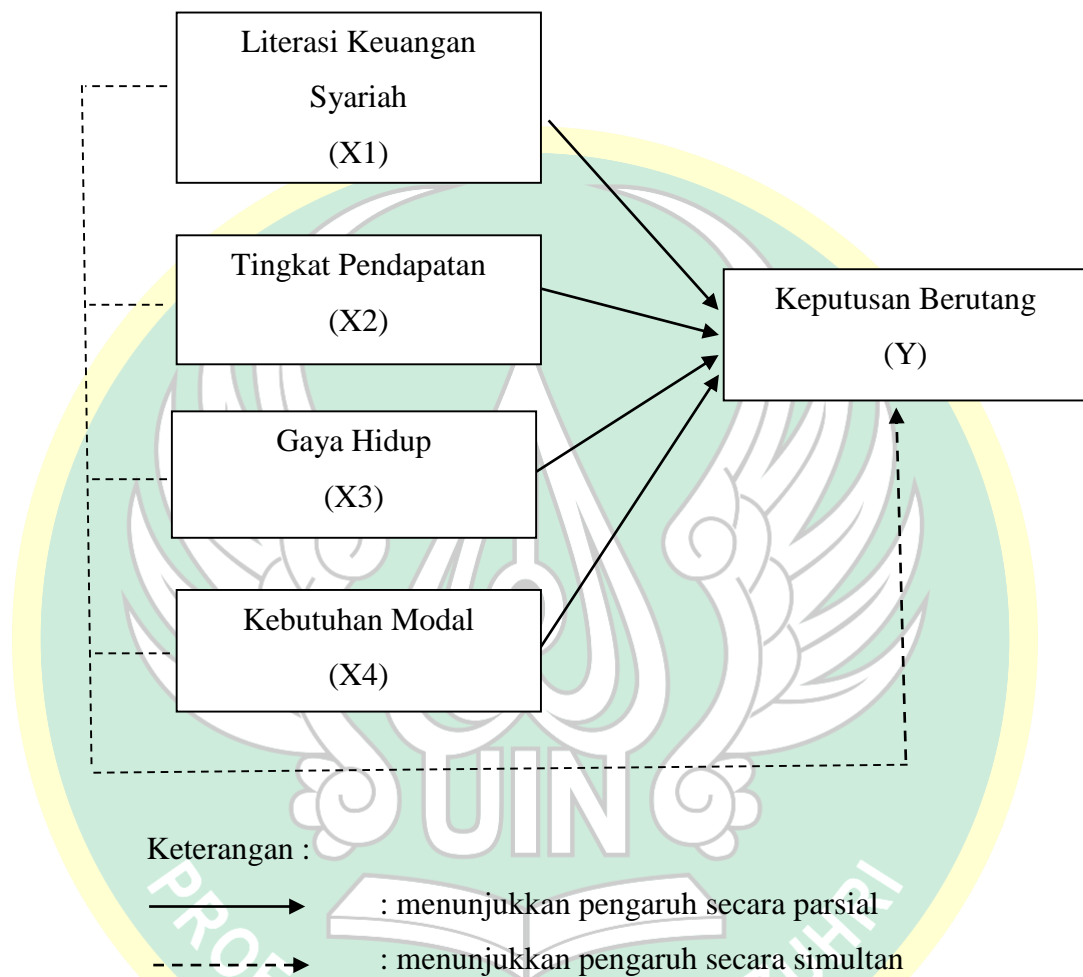 Literasi Keuangan
Syariah
(X1)
Tingkat Pendapatan
(X2)
Keputusan Berutang
(Y)
Gaya Hidup
(X3)
Kebutuhan Modal
(X4)
UIN
Keterangan :
: menunjukkan pengaruh secara parsial
: menunjukkan pengaruh secara simultan